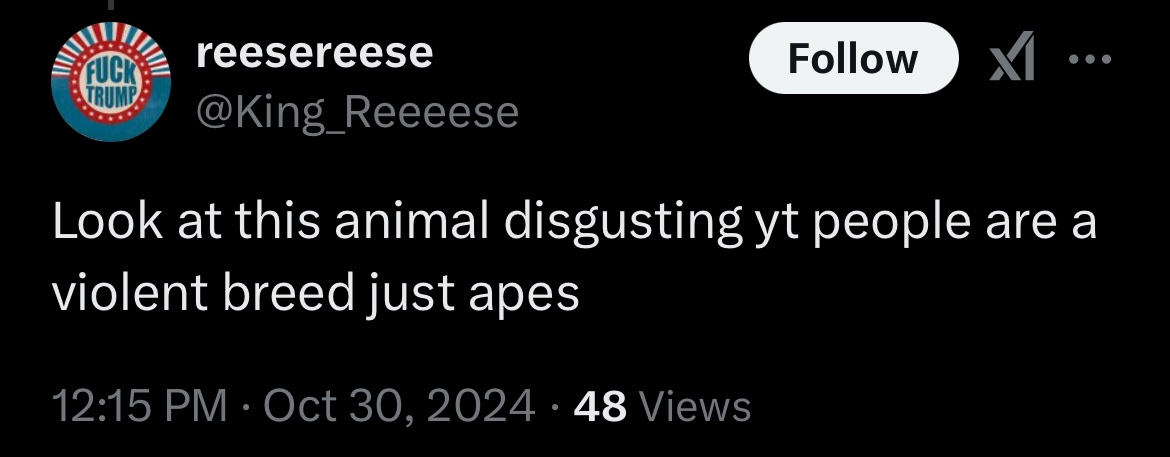 FUCK
TRUMP
reesereese
@King_Reeeese
Follow
Look at this animal disgusting yt people are a
violent breed just apes
12:15 PM · Oct 30, 2024 · 48 Views